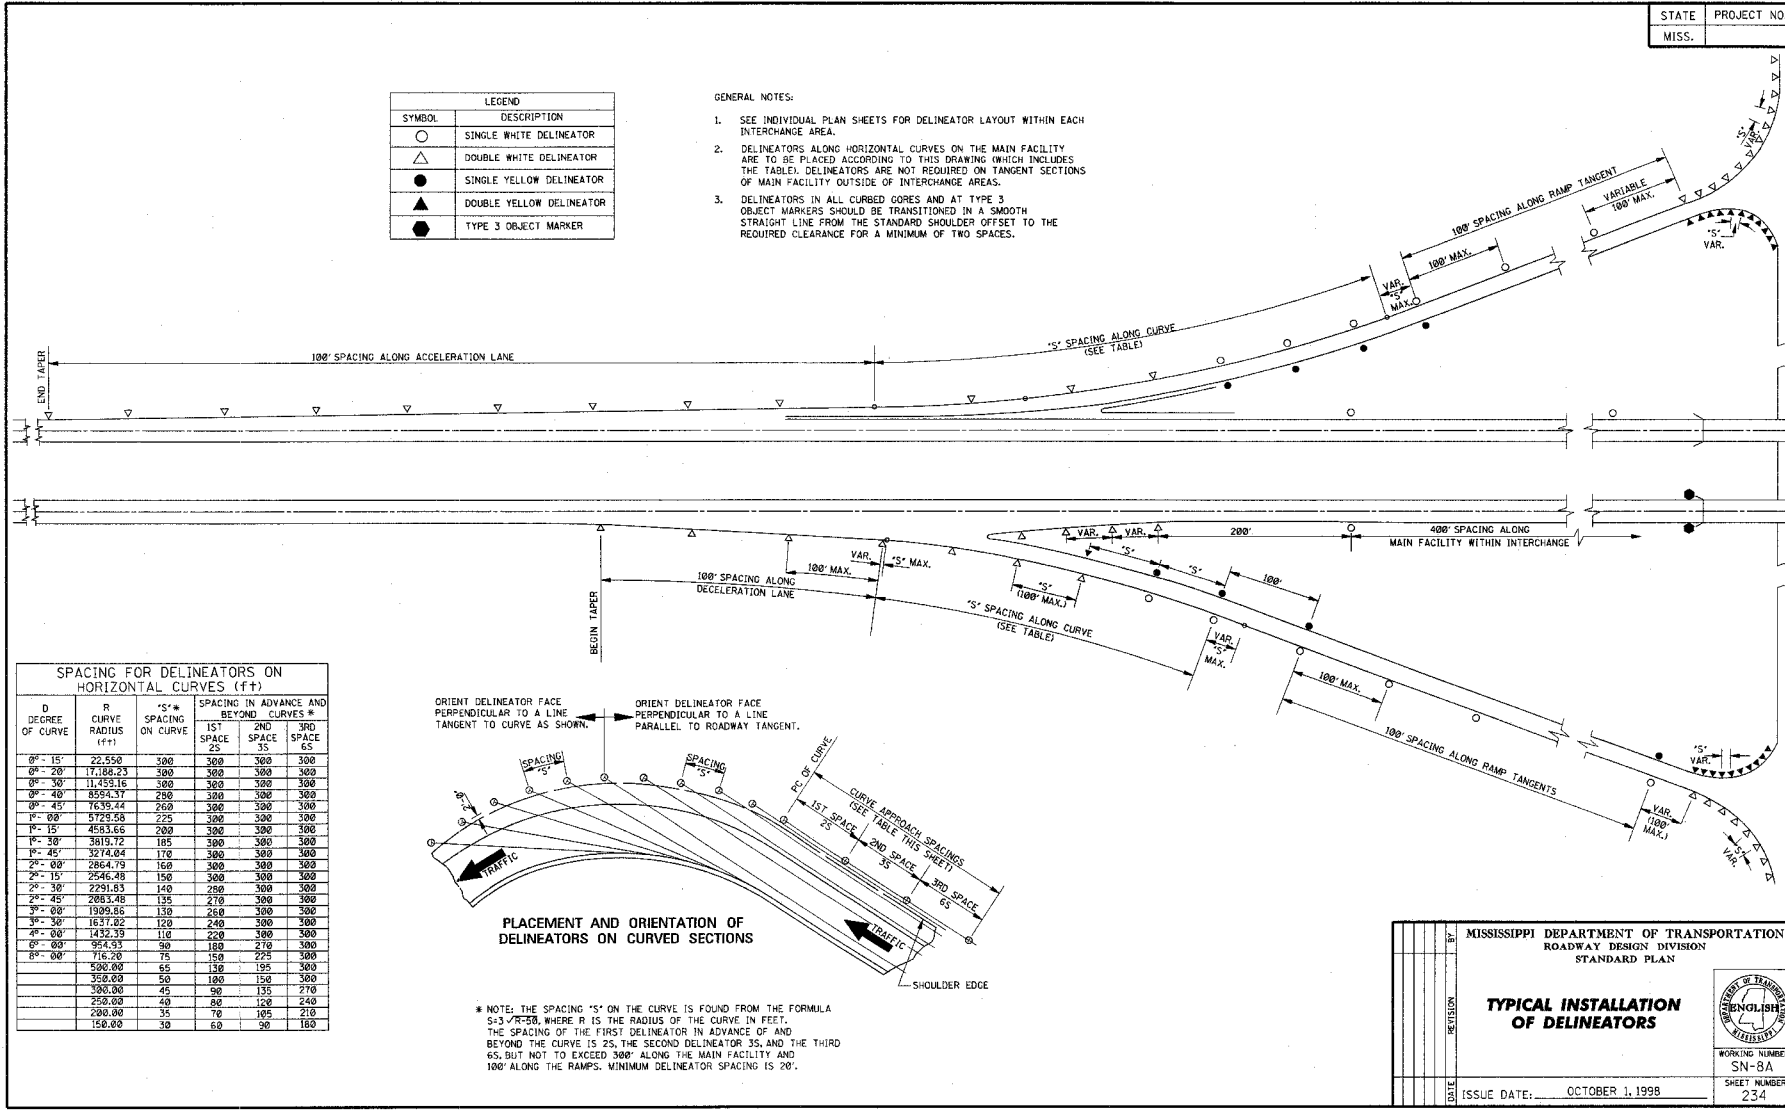 STATE PROJECT NO
MISS.
LEGEND
SYMBOL DESCRIPTION
SINGLE WHITE DELINEATOR
DOUBLE WHITE DELINEATOR
SINGLE YELLOW DELINEATOR
DOUBLE YELLOW DELINEATOR
TYPE 3 OBJECT MARKER
GENERAL NOTES:
1. SEE INDIVIDUAL PLAN SHEETS FOR DELINEATOR LAYOUT WITHIN EACH
INTERCHANGE AREA.
2. DELINEATORS ALONG HORIZONTAL CURVES ON THE MAIN FACILITY
ARE TO BE PLACED ACCORDING TO THIS DRAWING (WHICH INCLUDES
THE TABLE). DELINEATORS ARE NOT REQUIRED ON TANGENT SECTIONS
OF MAIN FACILITY OUTSIDE OF INTERCHANGE AREAS.
3. DELINEATORS IN ALL CURBED GORES AND AT TYPE 3
OBJECT MARKERS SHOULD BE TRANSITIONED IN A SMOOTH
STRAIGHT LINE FROM THE STANDARD SHOULDER OFFSET TO THE
REQUIRED CLEARANCE FOR A MINIMUM OF TWO SPACES.
"S"
VAR.
100' SPACING ALONG RAMP TANGENT
VARIABLE
100' MAX.
100' MAX.
VAR.
"S"
MAX.
"S"
VAR.
"S" SPACING ALONG CURVE
(SEE TABLE)
100' SPACING ALONG ACCELERATION LANE
END TAPER
VAR. VAR. 200' 400' SPACING ALONG
MAIN FACILITY WITHIN INTERCHANGE
VAR. "S" MAX.
100' MAX.
100' SPACING ALONG
DECELERATION LANE
BEGIN TAPER
"S"
"S"
100'
"S"
(100' MAX.)
"S" SPACING ALONG CURVE
(SEE TABLE)
VAR.
"S"
MAX.
100' MAX.
100' SPACING ALONG RAMP TANGENTS
"S"
VAR.
VAR.
(100'
MAX.)
"S"
VAR.
SPACING FOR DELINEATORS ON
HORIZONTAL CURVES (ft)
D
DEGREE
OF CURVE
R
CURVE
RADIUS
(ft)
"S"*
SPACING
ON CURVE
SPACING IN ADVANCE AND
BEYOND CURVES *
1ST
SPACE
2S
2ND
SPACE
3S
3RD
SPACE
6S
0° - 15' 22,550 300 300 300 300
0° - 20' 17,188.23 300 300 300 300
0° - 30' 11,459.16 300 300 300 300
0° - 40' 8594.37 280 300 300 300
0° - 45' 7639.44 260 300 300 300
1° - 00' 5729.58 225 300 300 300
1° - 15' 4583.66 200 300 300 300
1° - 30' 3819.72 185 300 300 300
1° - 45' 3274.04 170 300 300 300
2° - 00' 2864.79 160 300 300 300
2° - 15' 2546.48 150 300 300 300
2° - 30' 2291.83 140 280 300 300
2° - 45' 2083.48 135 270 300 300
3° - 00' 1909.86 130 260 300 300
3° - 30' 1637.02 120 240 300 300
4° - 00' 1432.39 110 220 300 300
6° - 00' 954.93 90 180 270 300
8° - 00' 716.20 75 150 225 300
500.00 65 130 195 300
350.00 50 100 150 300
300.00 45 90 135 270
250.00 40 80 120 240
200.00 35 70 105 210
150.00 30 60 90 180
ORIENT DELINEATOR FACE
PERPENDICULAR TO A LINE
TANGENT TO CURVE AS SHOWN.
ORIENT DELINEATOR FACE
PERPENDICULAR TO A LINE
PARALLEL TO ROADWAY TANGENT.
SPACING
"S"
SPACING
"S"
PC OF CURVE
CURVE APPROACH SPACINGS
(SEE TABLE THIS SHEET)
1ST SPACE
2S
2ND SPACE
3S
3RD SPACE
6S
TRAFFIC
TRAFFIC
SHOULDER EDGE
PLACEMENT AND ORIENTATION OF
DELINEATORS ON CURVED SECTIONS
* NOTE: THE SPACING "S" ON THE CURVE IS FOUND FROM THE FORMULA
S=3√R-50, WHERE R IS THE RADIUS OF THE CURVE IN FEET.
THE SPACING OF THE FIRST DELINEATOR IN ADVANCE OF AND
BEYOND THE CURVE IS 2S, THE SECOND DELINEATOR 3S, AND THE THIRD
6S, BUT NOT TO EXCEED 300' ALONG THE MAIN FACILITY AND
100' ALONG THE RAMPS. MINIMUM DELINEATOR SPACING IS 20'.
BY
REVISION
DATE
MISSISSIPPI DEPARTMENT OF TRANSPORTATION
ROADWAY DESIGN DIVISION
STANDARD PLAN
TYPICAL INSTALLATION
OF DELINEATORS
DEPARTMENT OF TRANSPORTATION
ENGLISH
MISSISSIPPI
WORKING NUMBER
SN-8A
ISSUE DATE: OCTOBER 1, 1998
SHEET NUMBER
234